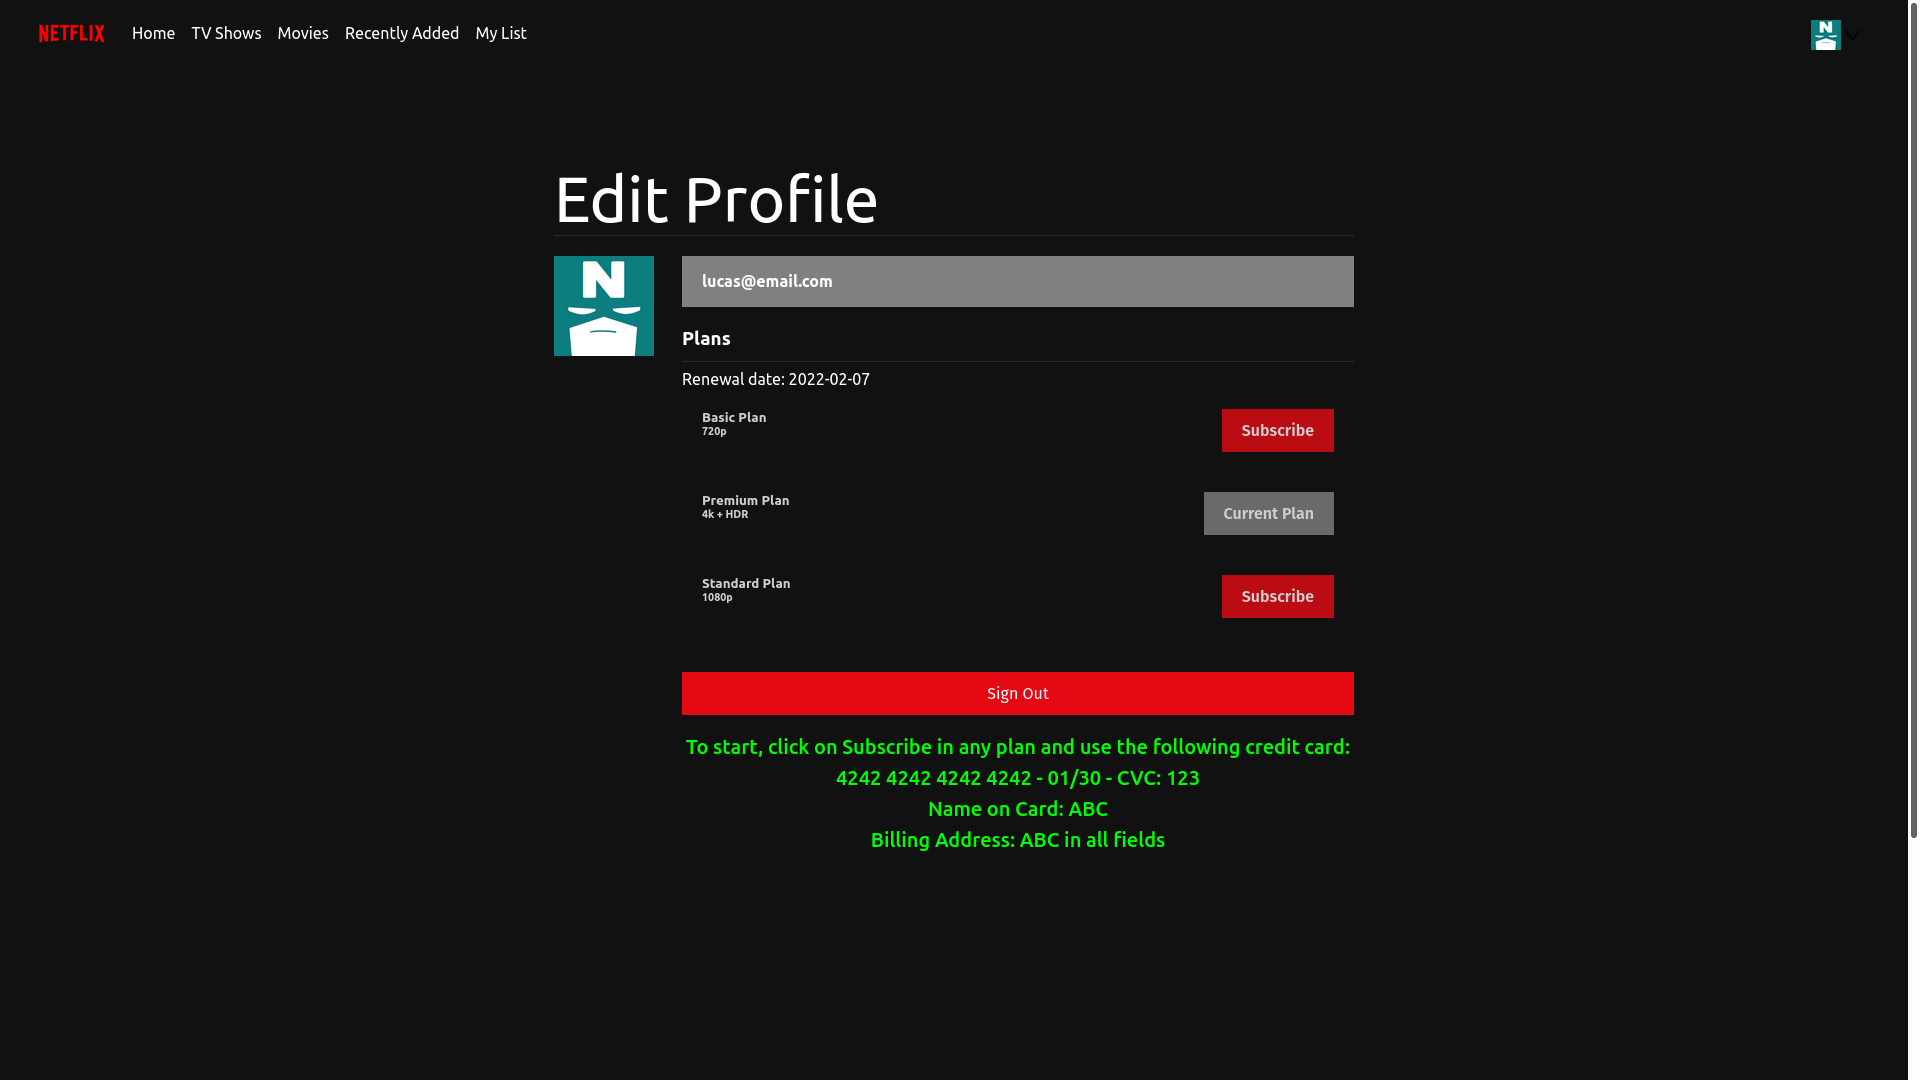 NETFLIX Home TV Shows Movies Recently Added My List
Edit Profile
lucas@email.com
Plans
Renewal date: 2022-02-07
Basic Plan
720p
Subscribe
Premium Plan
4k + HDR
Current Plan
Standard Plan
1080p
Subscribe
Sign Out
To start, click on Subscribe in any plan and use the following credit card:
4242 4242 4242 4242 - 01/30 - CVC: 123
Name on Card: ABC
Billing Address: ABC in all fields